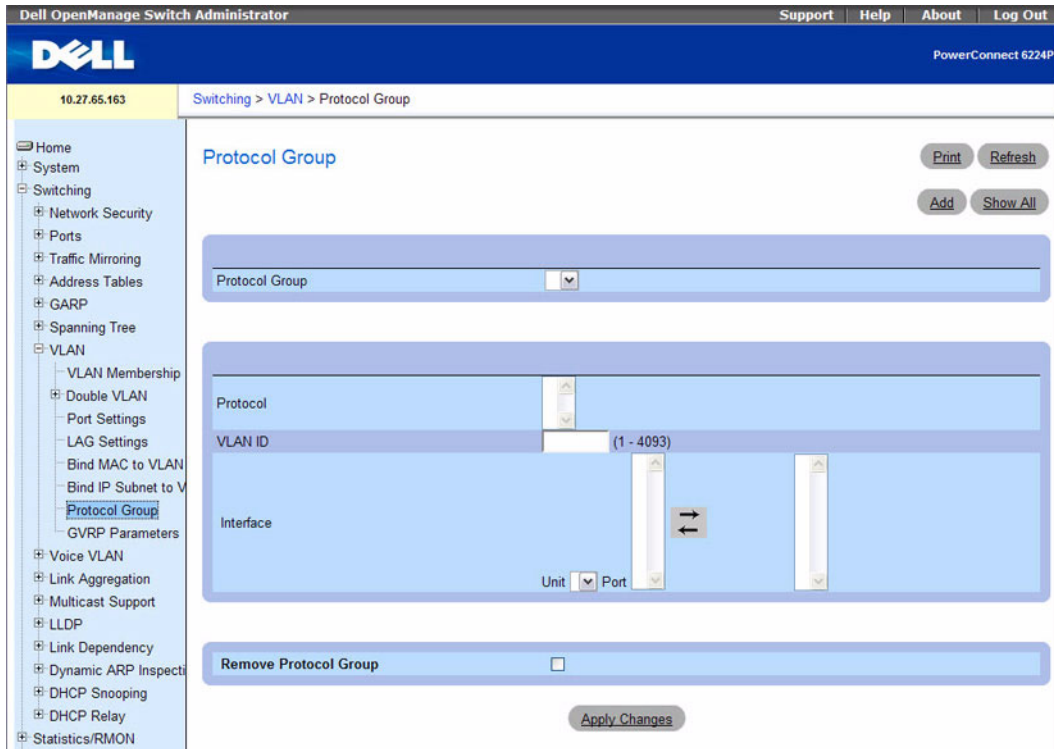 Dell OpenManage Switch Administrator
Support | Help | About | Log Out
DELL
PowerConnect 6224P
10.27.65.163
Switching > VLAN > Protocol Group
Home
System
Switching
Network Security
Ports
Traffic Mirroring
Address Tables
GARP
Spanning Tree
VLAN
VLAN Membership
Double VLAN
Port Settings
LAG Settings
Bind MAC to VLAN
Bind IP Subnet to V
Protocol Group
GVRP Parameters
Voice VLAN
Link Aggregation
Multicast Support
LLDP
Link Dependency
Dynamic ARP Inspecti
DHCP Snooping
DHCP Relay
Statistics/RMON
Protocol Group
Print Refresh
Add Show All
Protocol Group
Protocol
VLAN ID (1 - 4093)
Interface
Unit Port
Remove Protocol Group
Apply Changes